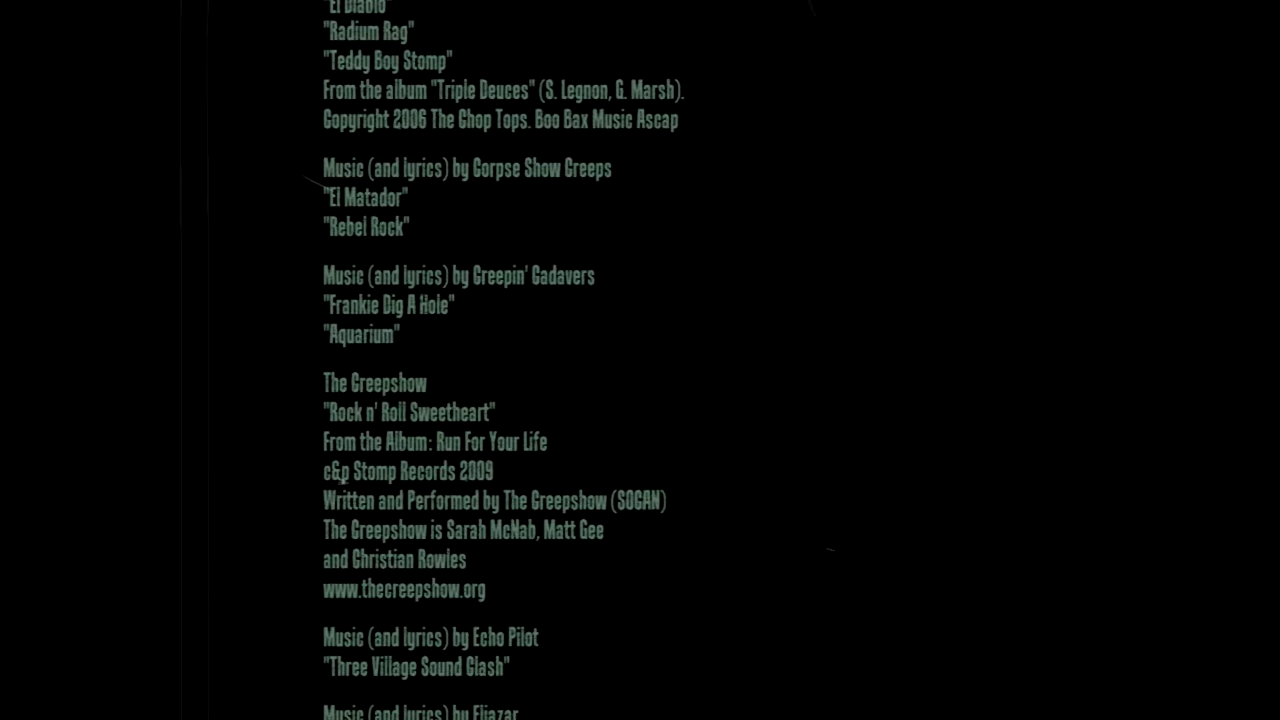 "El Diablo"
"Radium Rag"
"Teddy Boy Stomp"
From the album "Triple Deuces" (S. Legnon, G. Marsh).
Copyright 2006 The Chop Tops. Boo Bax Music Ascap
Music (and lyrics) by Corpse Show Creeps
"El Matador"
"Rebel Rock"
Music (and lyrics) by Creepin' Cadavers
"Frankie Dig A Hole"
"Aquarium"
The Creepshow
"Rock n' Roll Sweetheart"
From the Album: Run For Your Life
c&p Stomp Records 2009
Written and Performed by The Creepshow (SOCAN)
The Creepshow is Sarah McNab, Matt Gee
and Christian Rowles
www.thecreepshow.org
Music (and lyrics) by Echo Pilot
"Three Village Sound Clash"
Music (and lyrics) by Eliazar